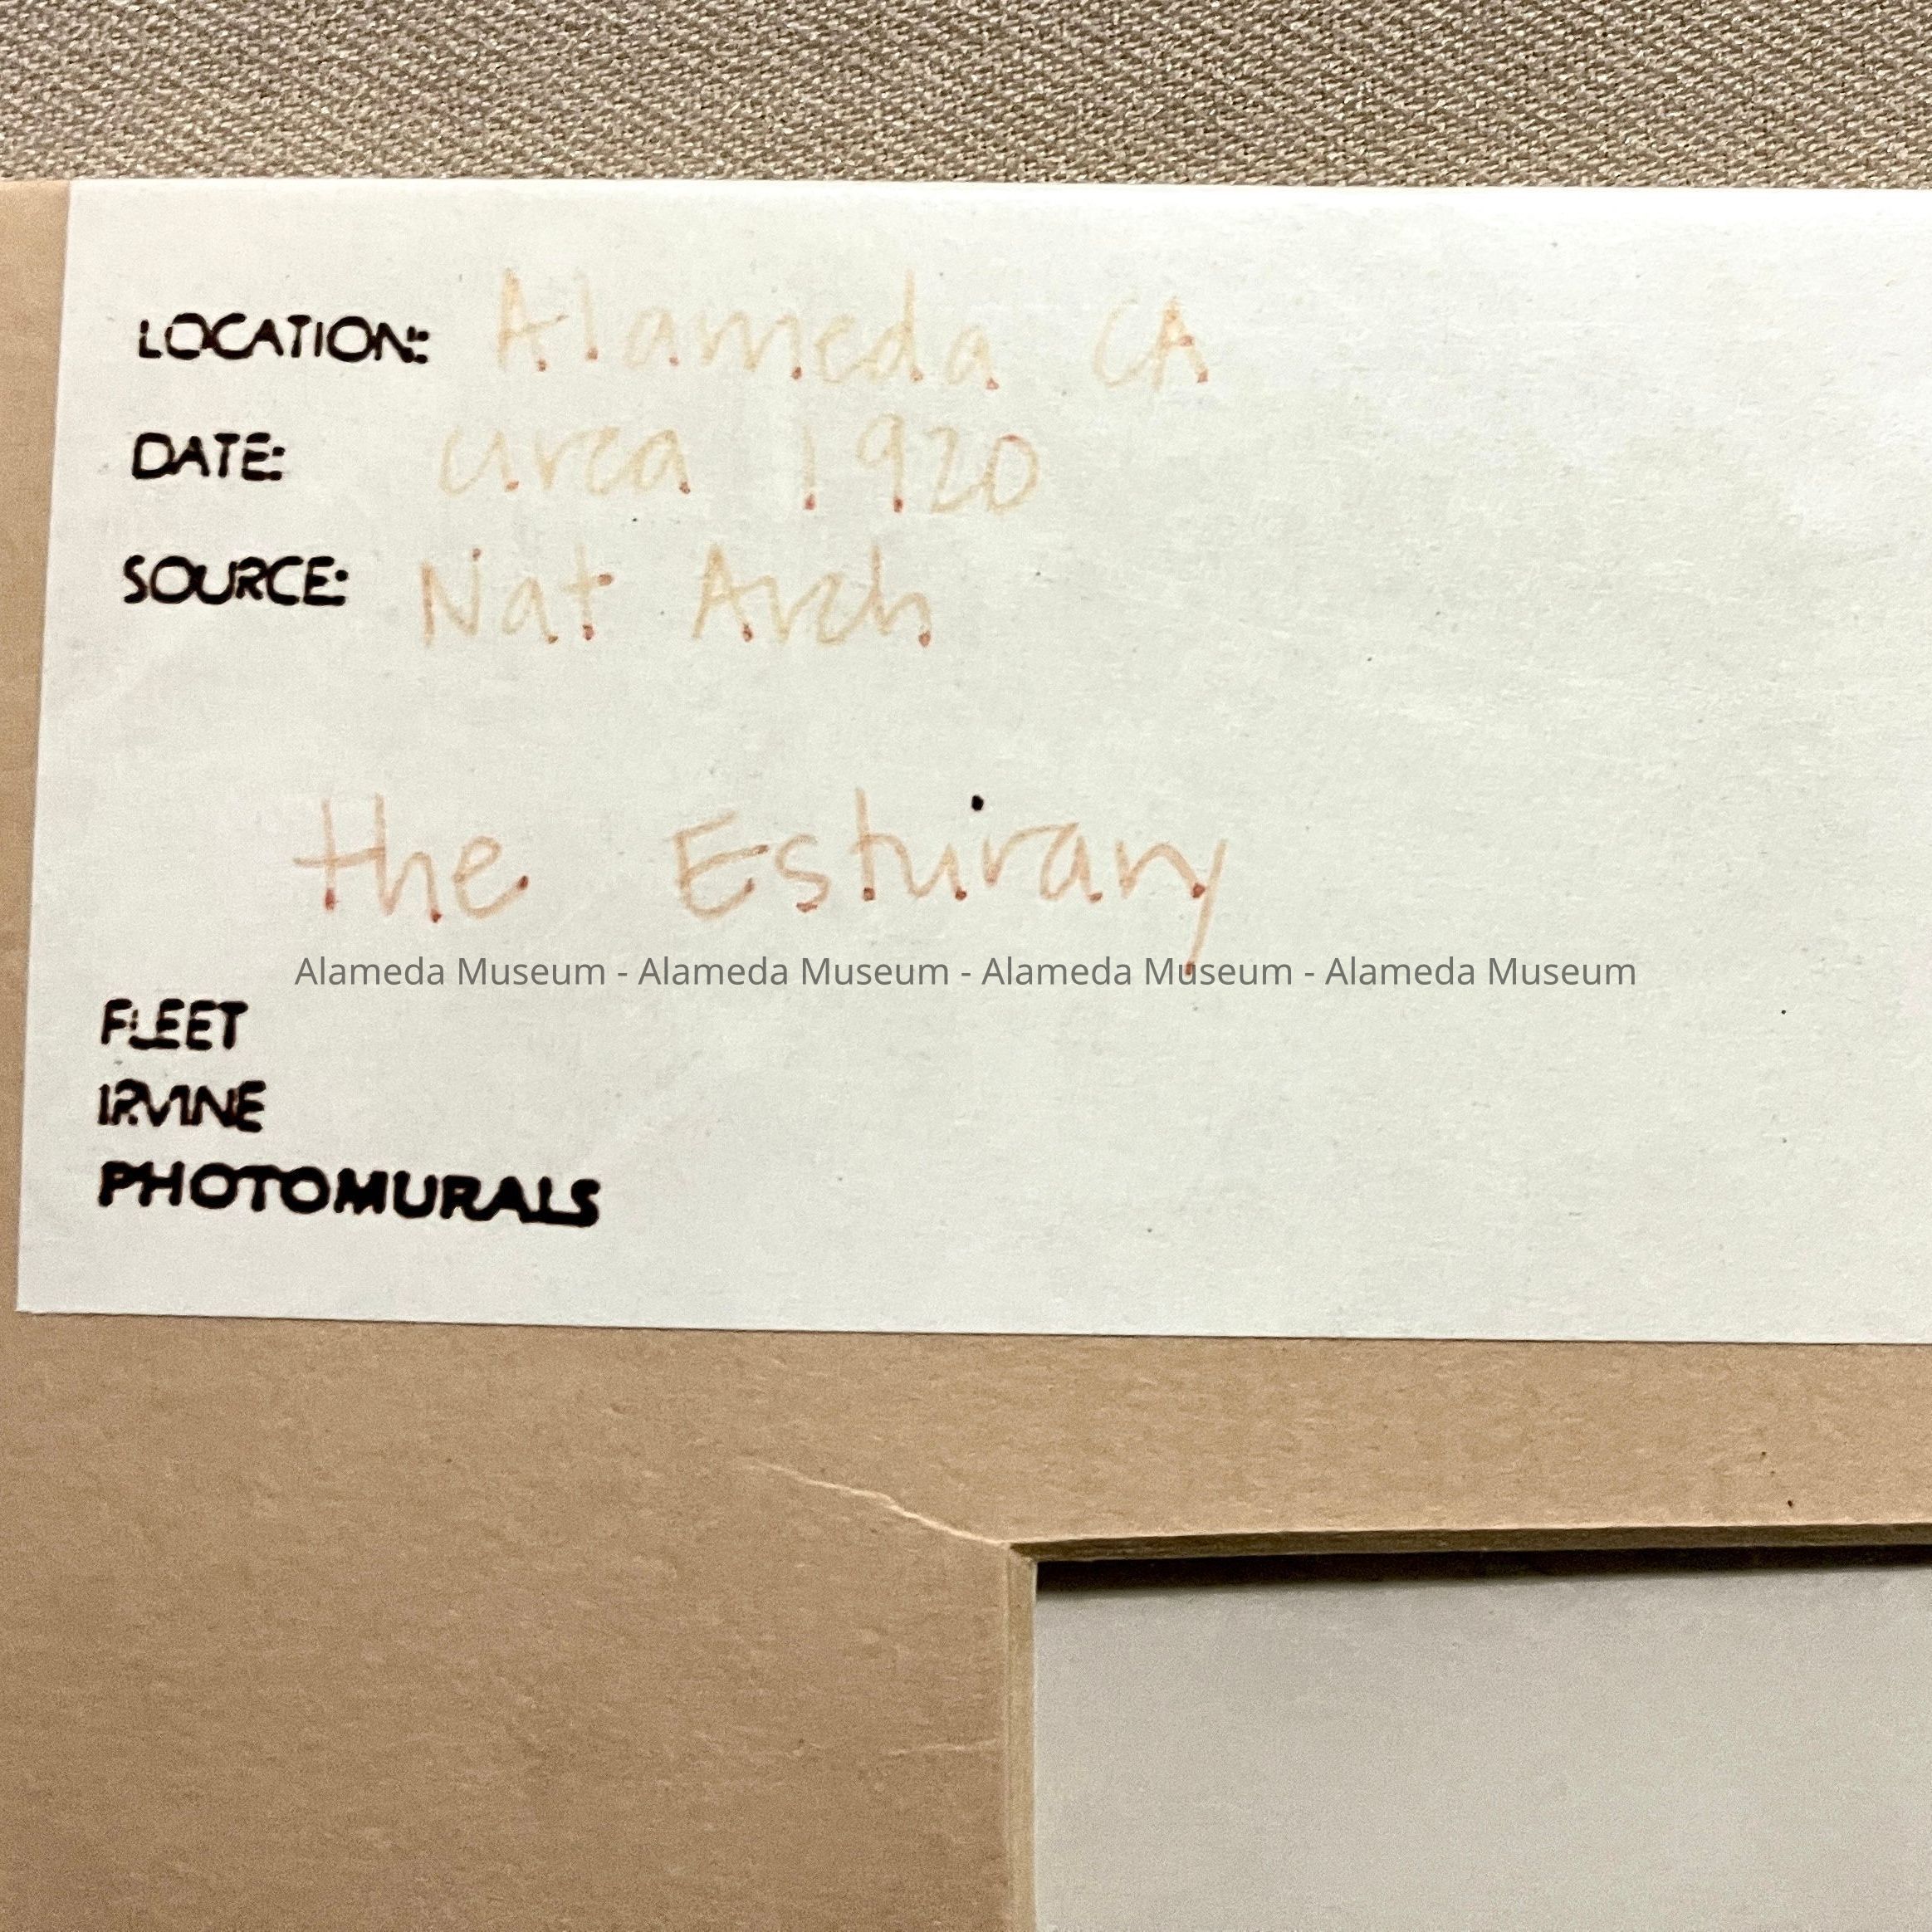 LOCATION: Alameda CA
DATE: circa 1920
SOURCE: Nat Arch
the Esturary
Alameda Museum - Alameda Museum - Alameda Museum - Alameda Museum
FLEET
IRVINE
PHOTOMURALS